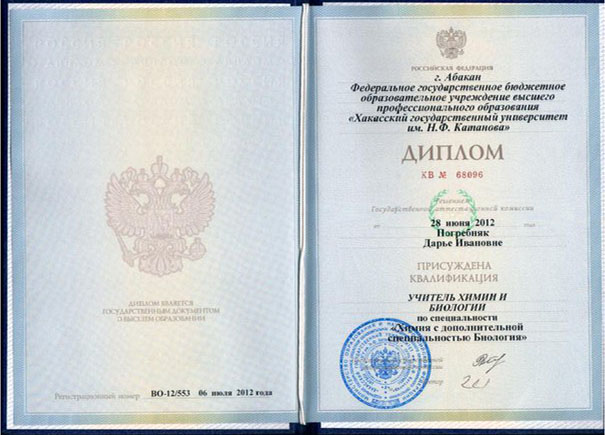 ДИПЛОМ ЯВЛЯЕТСЯ
ГОСУДАРСТВЕННЫМ ДОКУМЕНТОМ
О ВЫСШЕМ ОБРАЗОВАНИИ
Регистрационный номер ВО-12/553 06 июля 2012 года
РОССИЙСКАЯ ФЕДЕРАЦИЯ
г. Абакан
Федеральное государственное бюджетное
образовательное учреждение высшего
профессионального образования
«Хакасский государственный университет
им. Н.Ф. Катанова»
ДИПЛОМ
КВ № 68096
Решением
Государственной аттестационной комиссии
от 28 июня 2012 года
Погребняк
Дарье Ивановне
ПРИСУЖДЕНА
КВАЛИФИКАЦИЯ
УЧИТЕЛЬ ХИМИИ И
БИОЛОГИИ
по специальности
«Химия с дополнительной
специальностью Биология»